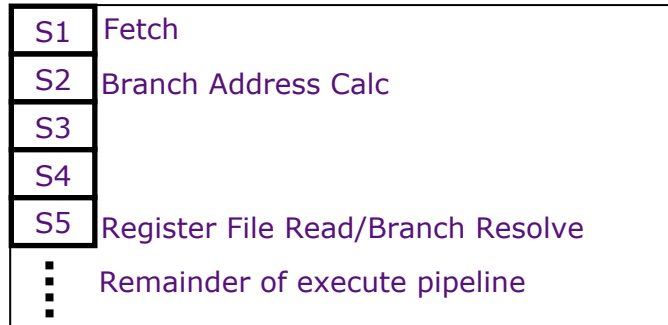 S1 Fetch
S2 Branch Address Calc
S3
S4
S5 Register File Read/Branch Resolve
Remainder of execute pipeline